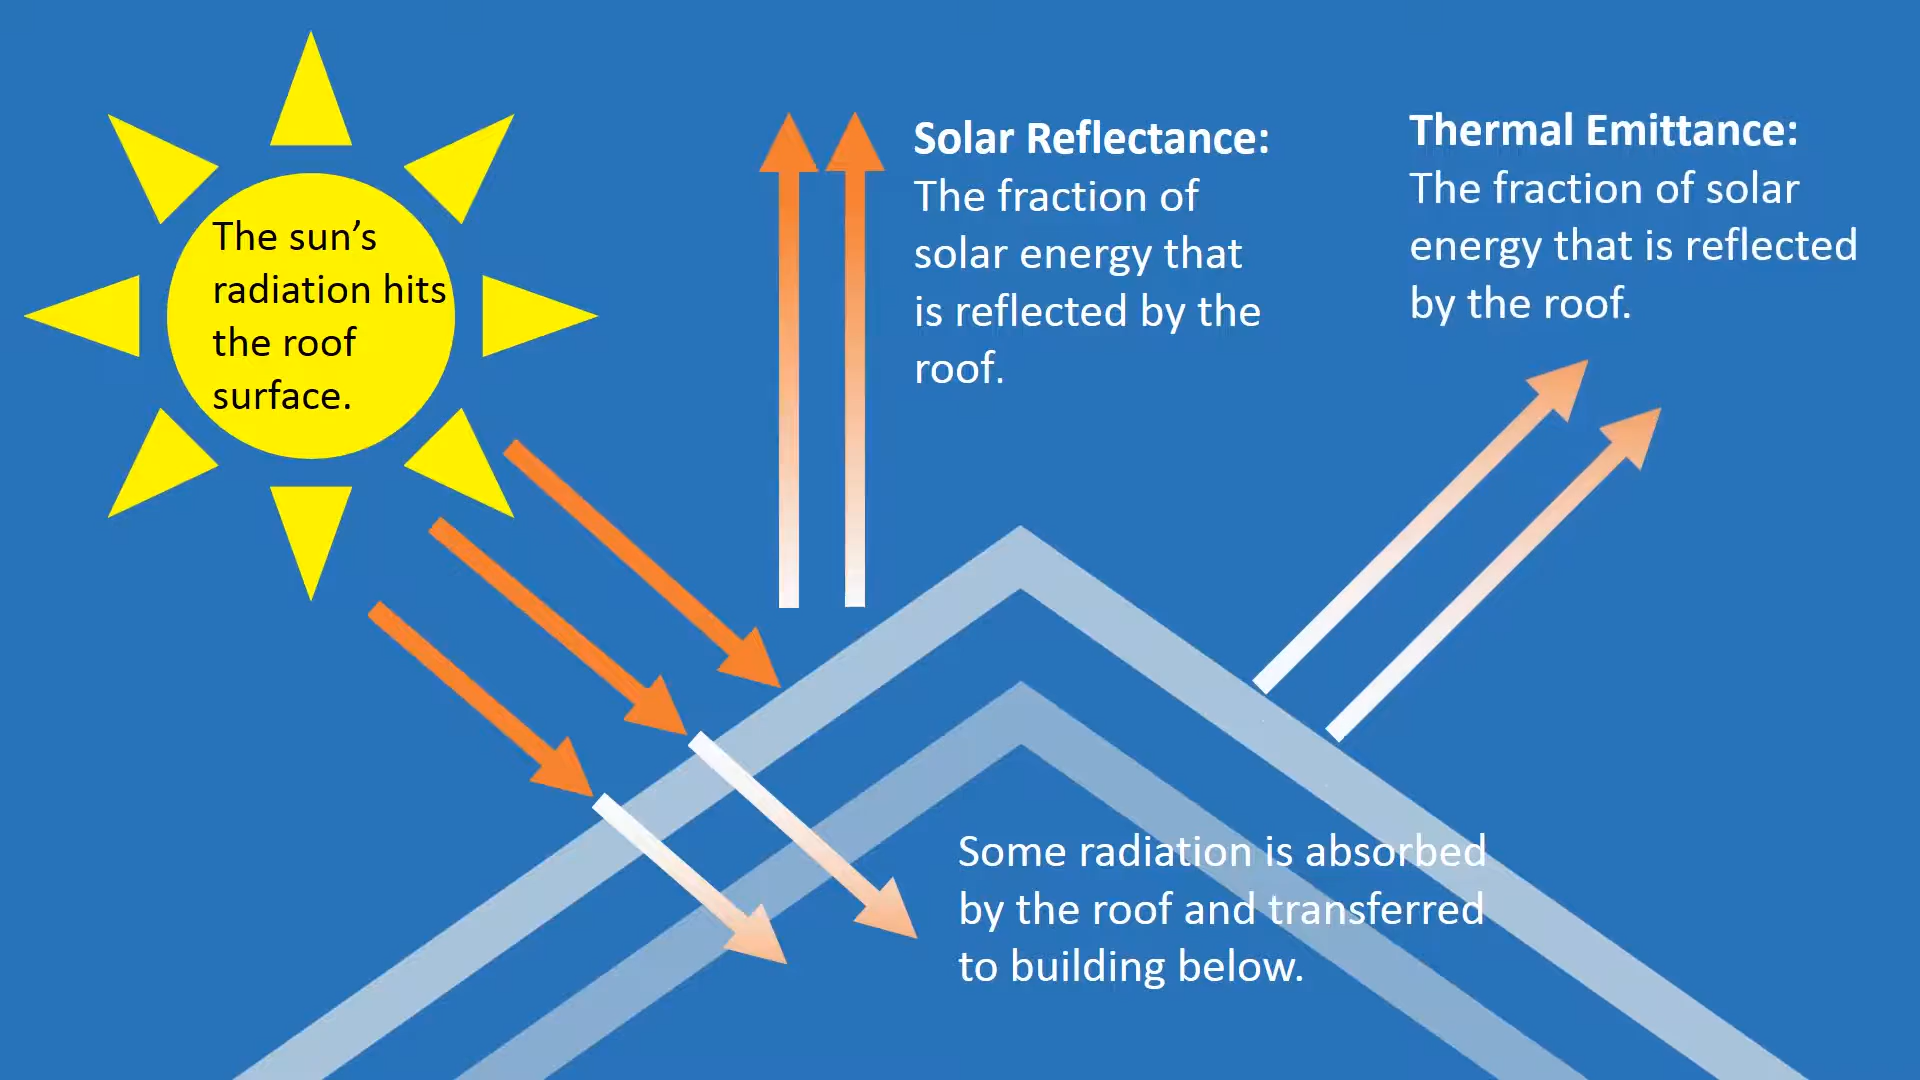 The sun’s
radiation hits
the roof
surface.
Solar Reflectance:
The fraction of
solar energy that
is reflected by the
roof.
Thermal Emittance:
The fraction of solar
energy that is reflected
by the roof.
Some radiation is absorbed
by the roof and transferred
to building below.